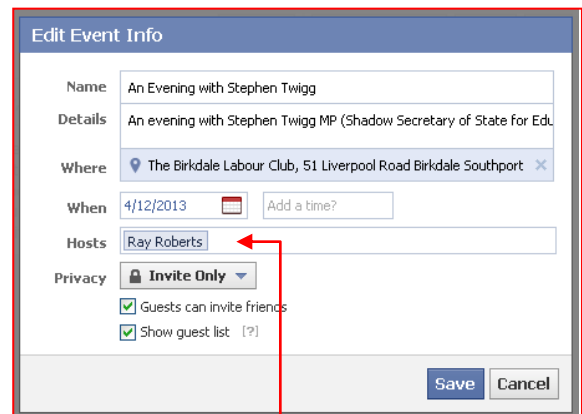 Edit Event Info
Name An Evening with Stephen Twigg
Details An evening with Stephen Twigg MP (Shadow Secretary of State for Edu
Where The Birkdale Labour Club, 51 Liverpool Road Birkdale Southport ×
When 4/12/2013 Add a time?
Hosts Ray Roberts
Privacy Invite Only
Guests can invite friends
Show guest list [?]
Save Cancel